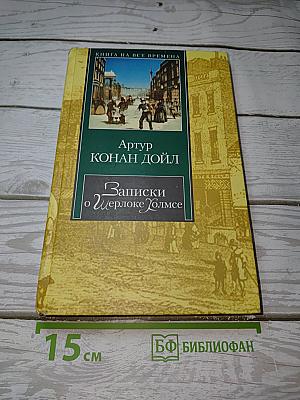 КНИГА НА ВСЕ ВРЕМЕНА
Артур
КОНАН ДОЙЛ
Записки
о Шерлоке Холмсе
15 см
БФ БИБЛИОФАН